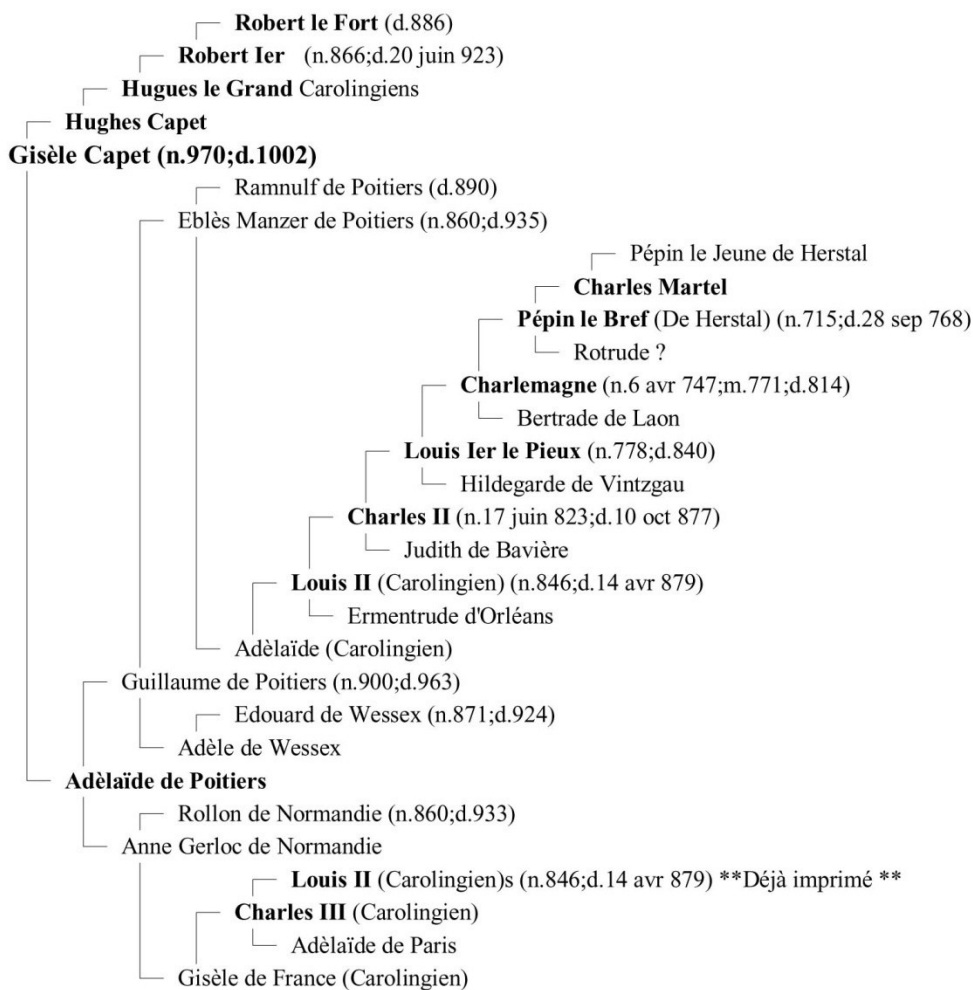 Robert le Fort (d.886)
Robert Ier (n.866;d.20 juin 923)
Hugues le Grand Carolingiens
Hughes Capet
Gisèle Capet (n.970;d.1002)
Ramnulf de Poitiers (d.890)
Eblès Manzer de Poitiers (n.860;d.935)
Pépin le Jeune de Herstal
Charles Martel
Pépin le Bref (De Herstal) (n.715;d.28 sep 768)
Rotrude ?
Charlemagne (n.6 avr 747;m.771;d.814)
Bertrade de Laon
Louis Ier le Pieux (n.778;d.840)
Hildegarde de Vintzgau
Charles II (n.17 juin 823;d.10 oct 877)
Judith de Bavière
Louis II (Carolingien) (n.846;d.14 avr 879)
Ermentrude d'Orléans
Adèlaïde (Carolingien)
Guillaume de Poitiers (n.900;d.963)
Edouard de Wessex (n.871;d.924)
Adèle de Wessex
Adèlaïde de Poitiers
Rollon de Normandie (n.860;d.933)
Anne Gerloc de Normandie
Louis II (Carolingien)s (n.846;d.14 avr 879) **Déjà imprimé **
Charles III (Carolingien)
Adèlaïde de Paris
Gisèle de France (Carolingien)